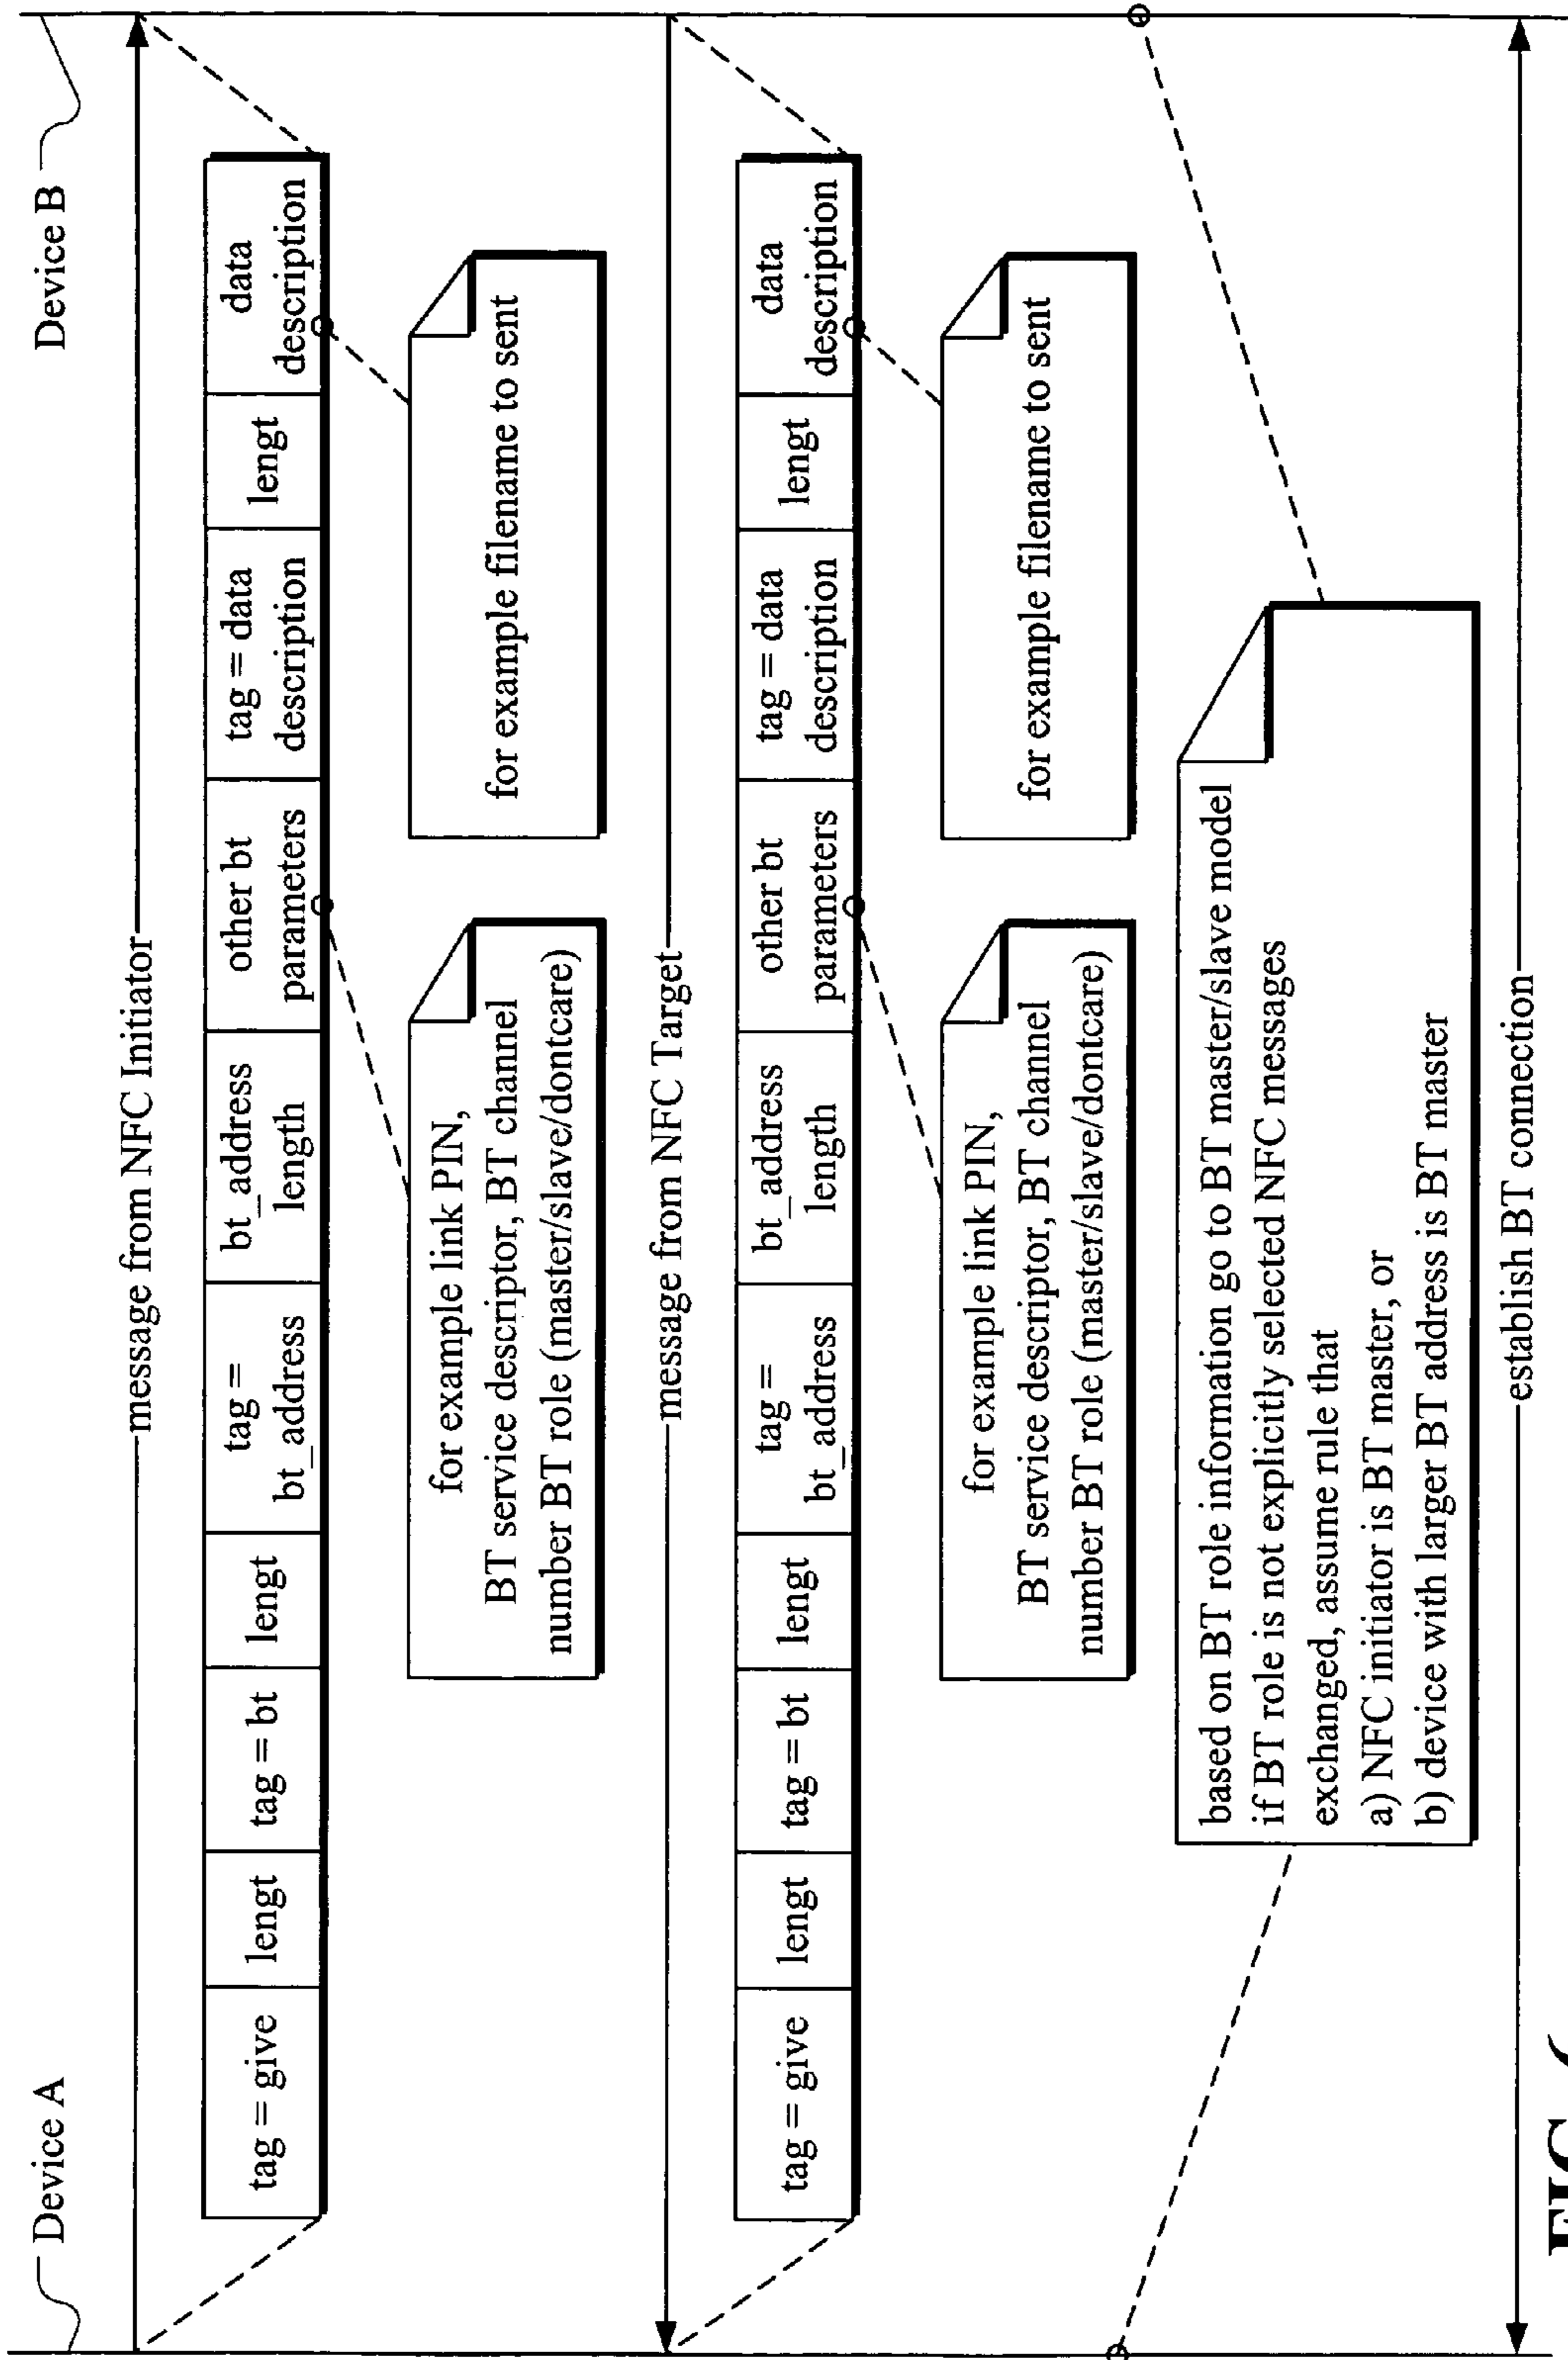 Device A
Device B
message from NFC Initiator
tag = give
lengt
tag = bt
lengt
tag =
bt_address
bt_address
length
other bt
parameters
tag = data
description
lengt
data
description
for example link PIN,
BT service descriptor, BT channel
number BT role (master/slave/dontcare)
for example filename to sent
message from NFC Target
tag = give
lengt
tag = bt
lengt
tag =
bt_address
bt_address
length
other bt
parameters
tag = data
description
lengt
data
description
for example link PIN,
BT service descriptor, BT channel
number BT role (master/slave/dontcare)
for example filename to sent
based on BT role information go to BT master/slave model
if BT role is not explicitly selected NFC messages
exchanged, assume rule that
a) NFC initiator is BT master, or
b) device with larger BT address is BT master
establish BT connection
FIG.